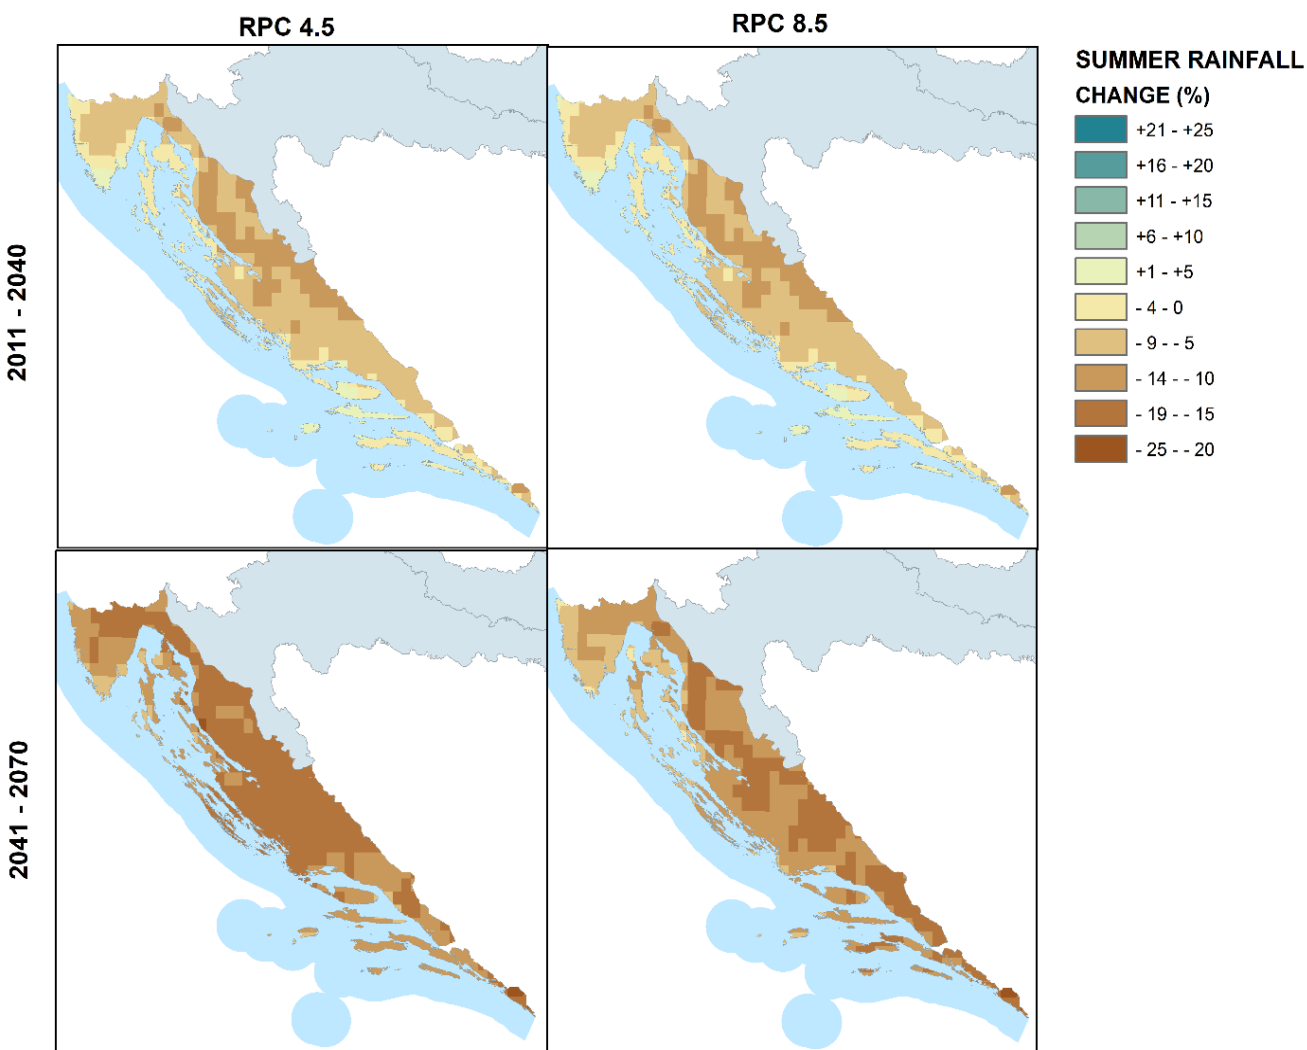 RPC 4.5
RPC 8.5
SUMMER RAINFALL
CHANGE (%)
+21 - +25
+16 - +20
+11 - +15
+6 - +10
+1 - +5
- 4 - 0
- 9 - - 5
- 14 - - 10
- 19 - - 15
- 25 - - 20
2011 - 2040
2041 - 2070